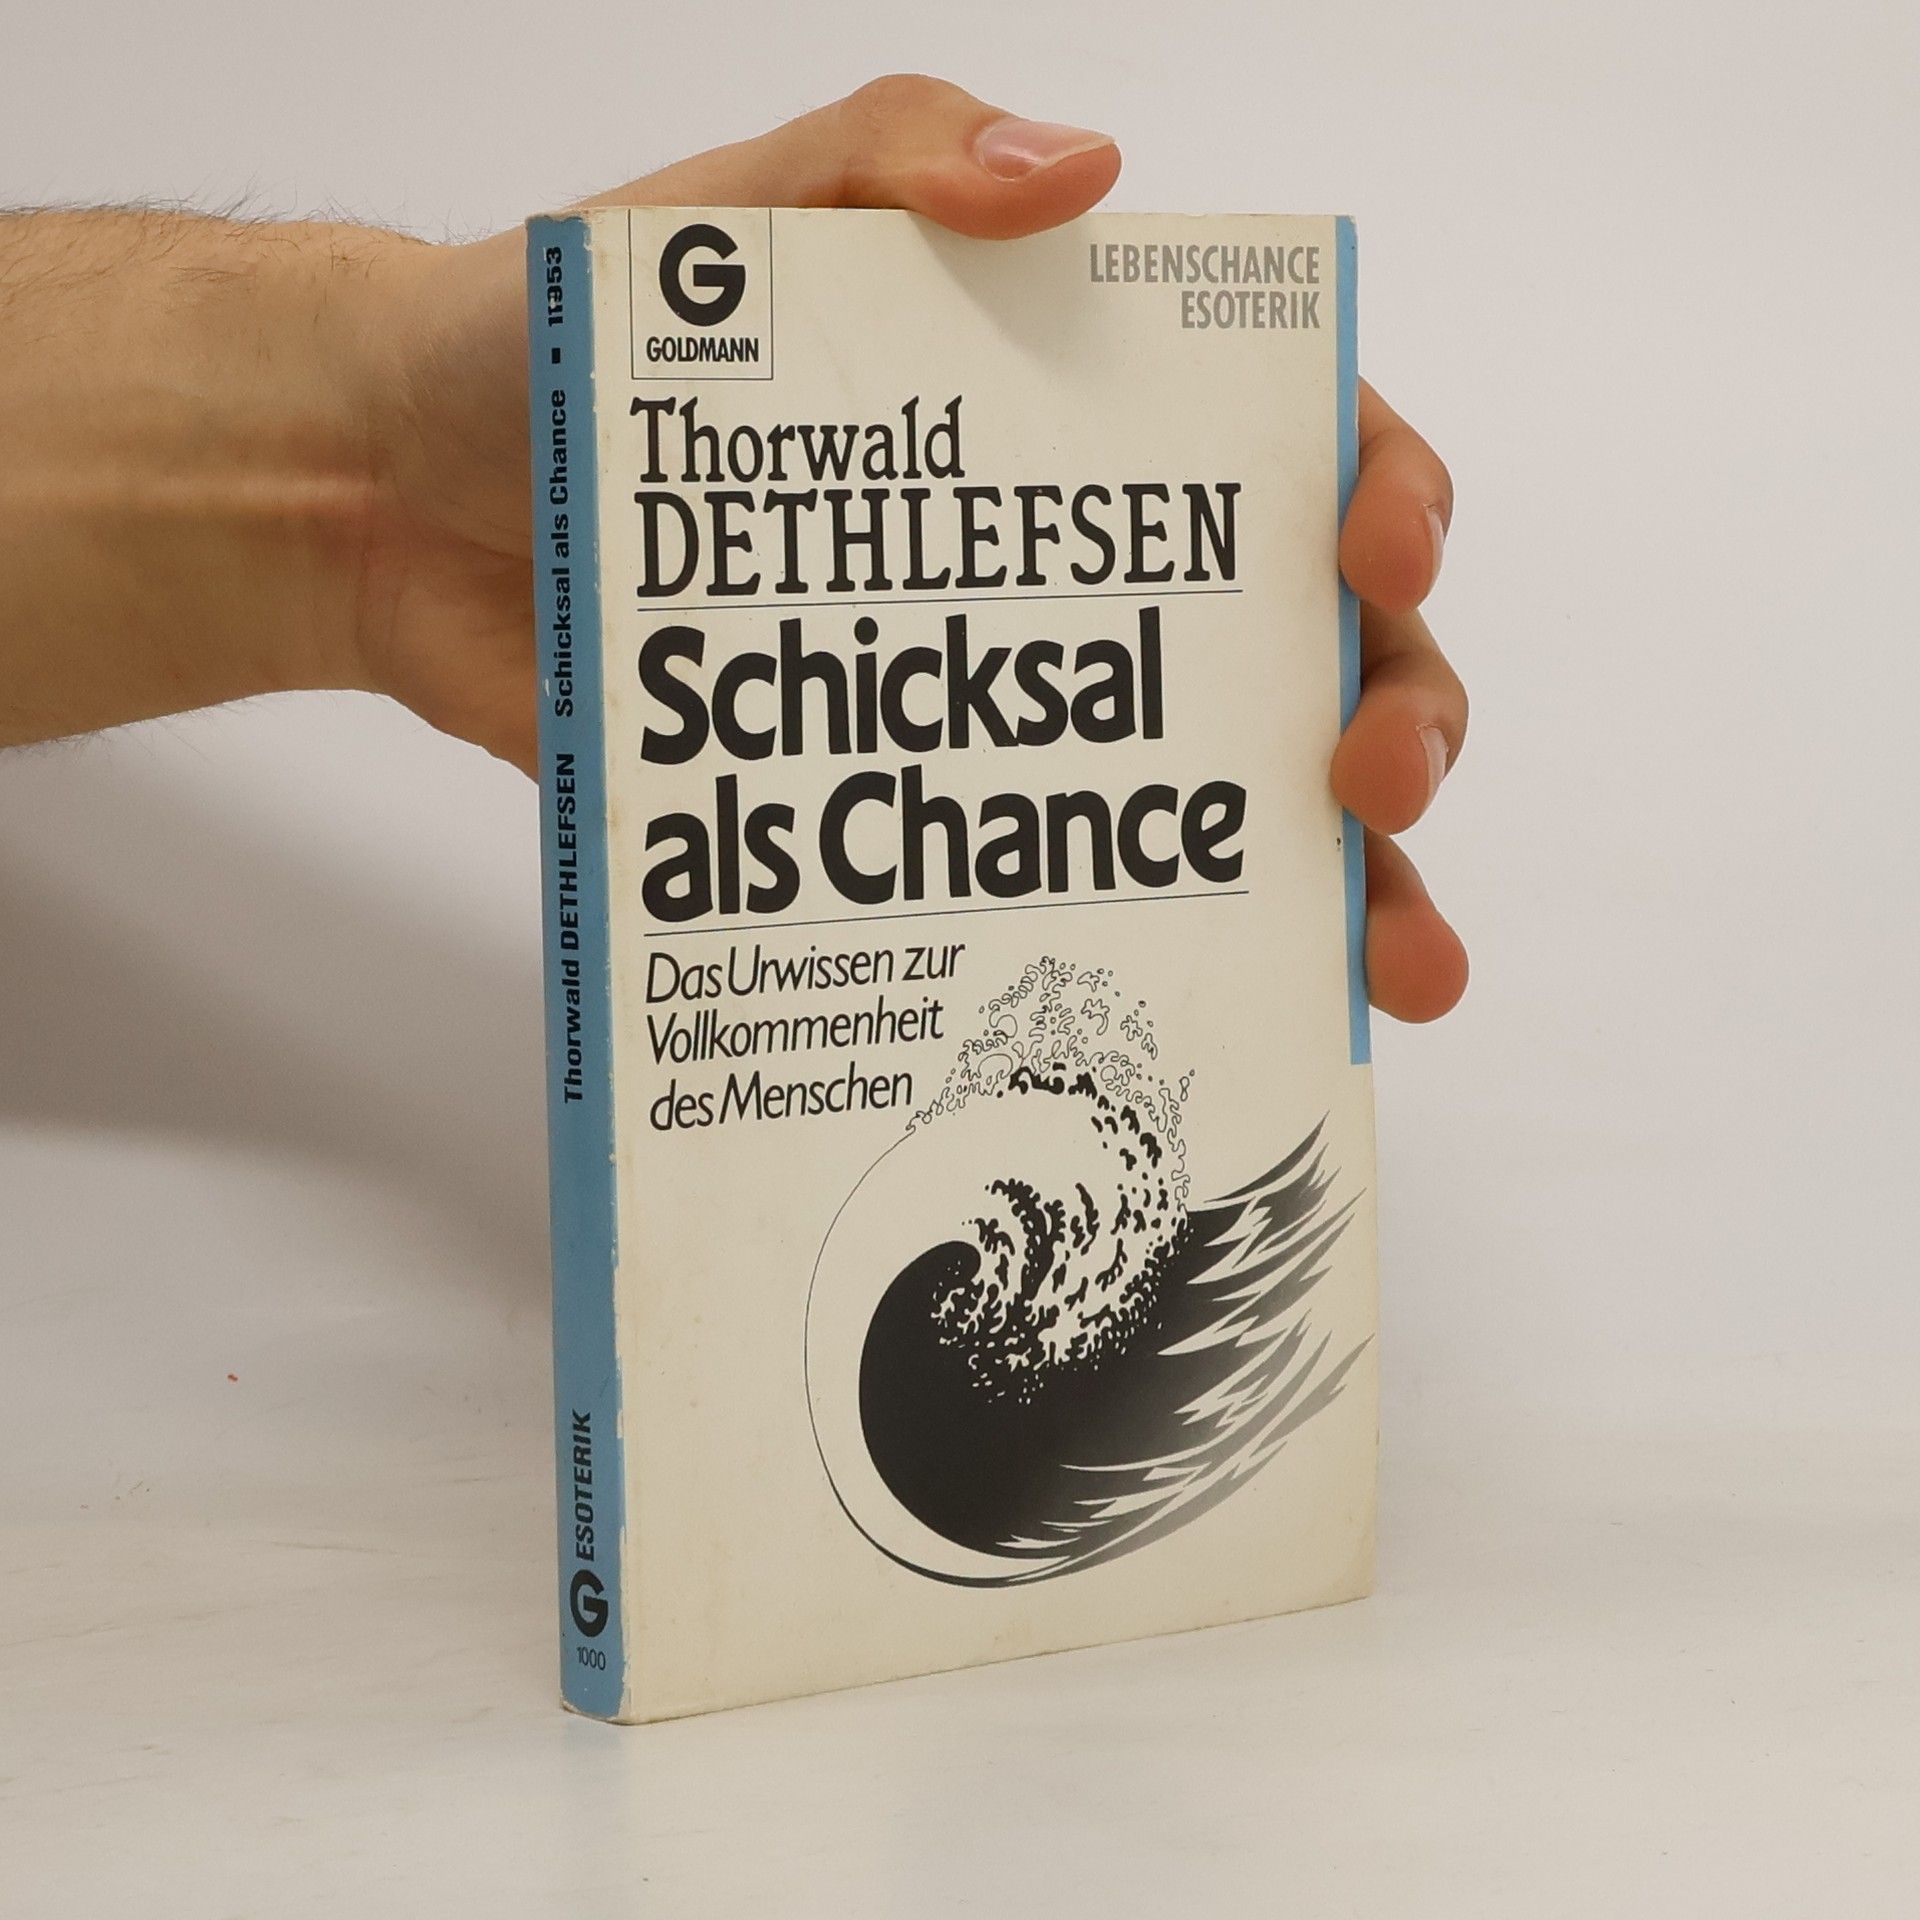 G
GOLDMANN
LEBENSCHANCE
ESOTERIK
Thorwald
DETHLEFSEN
Schicksal
als Chance
Das Urwissen zur
Vollkommenheit
des Menschen
Thorwald DETHLEFSEN Schicksal als Chance ▪ 11953
G ESOTERIK
1000